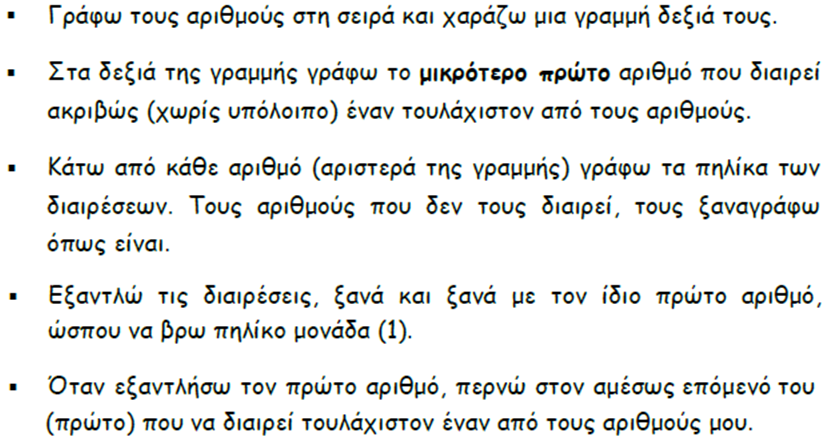 ▪ Γράφω τους αριθμούς στη σειρά και χαράζω μια γραμμή δεξιά τους.
▪ Στα δεξιά της γραμμής γράφω το μικρότερο πρώτο αριθμό που διαιρεί
ακριβώς (χωρίς υπόλοιπο) έναν τουλάχιστον από τους αριθμούς.
▪ Κάτω από κάθε αριθμό (αριστερά της γραμμής) γράφω τα πηλίκα των
διαιρέσεων. Τους αριθμούς που δεν τους διαιρεί, τους ξαναγράφω
όπως είναι.
▪ Εξαντλώ τις διαιρέσεις, ξανά και ξανά με τον ίδιο πρώτο αριθμό,
ώσπου να βρω πηλίκο μονάδα (1).
▪ Όταν εξαντλήσω τον πρώτο αριθμό, περνώ στον αμέσως επόμενό του
(πρώτο) που να διαιρεί τουλάχιστον έναν από τους αριθμούς μου.